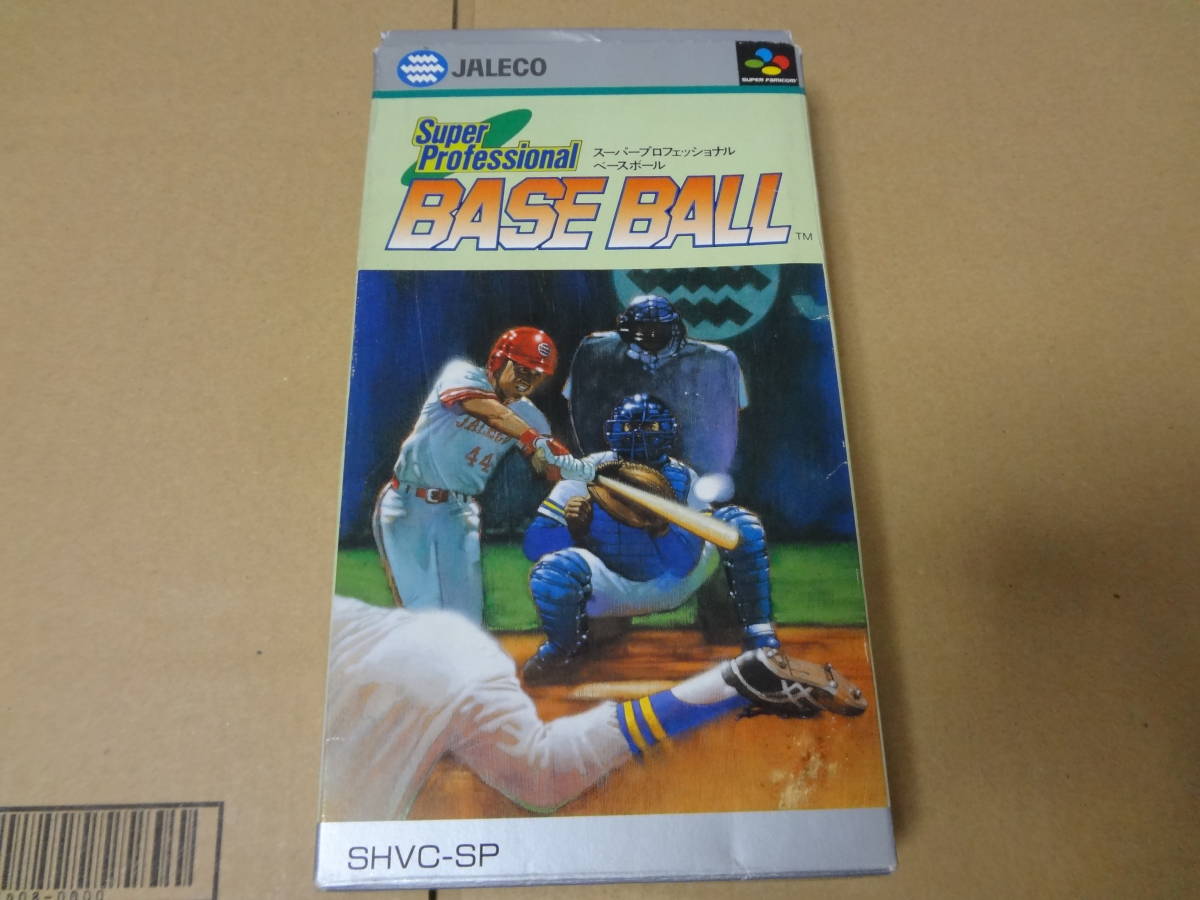 JALECO
SUPER FAMICOM
Super
Professional
スーパープロフェッショナル
ベースボール
BASE BALL TM
JALECO
44
SHVC-SP